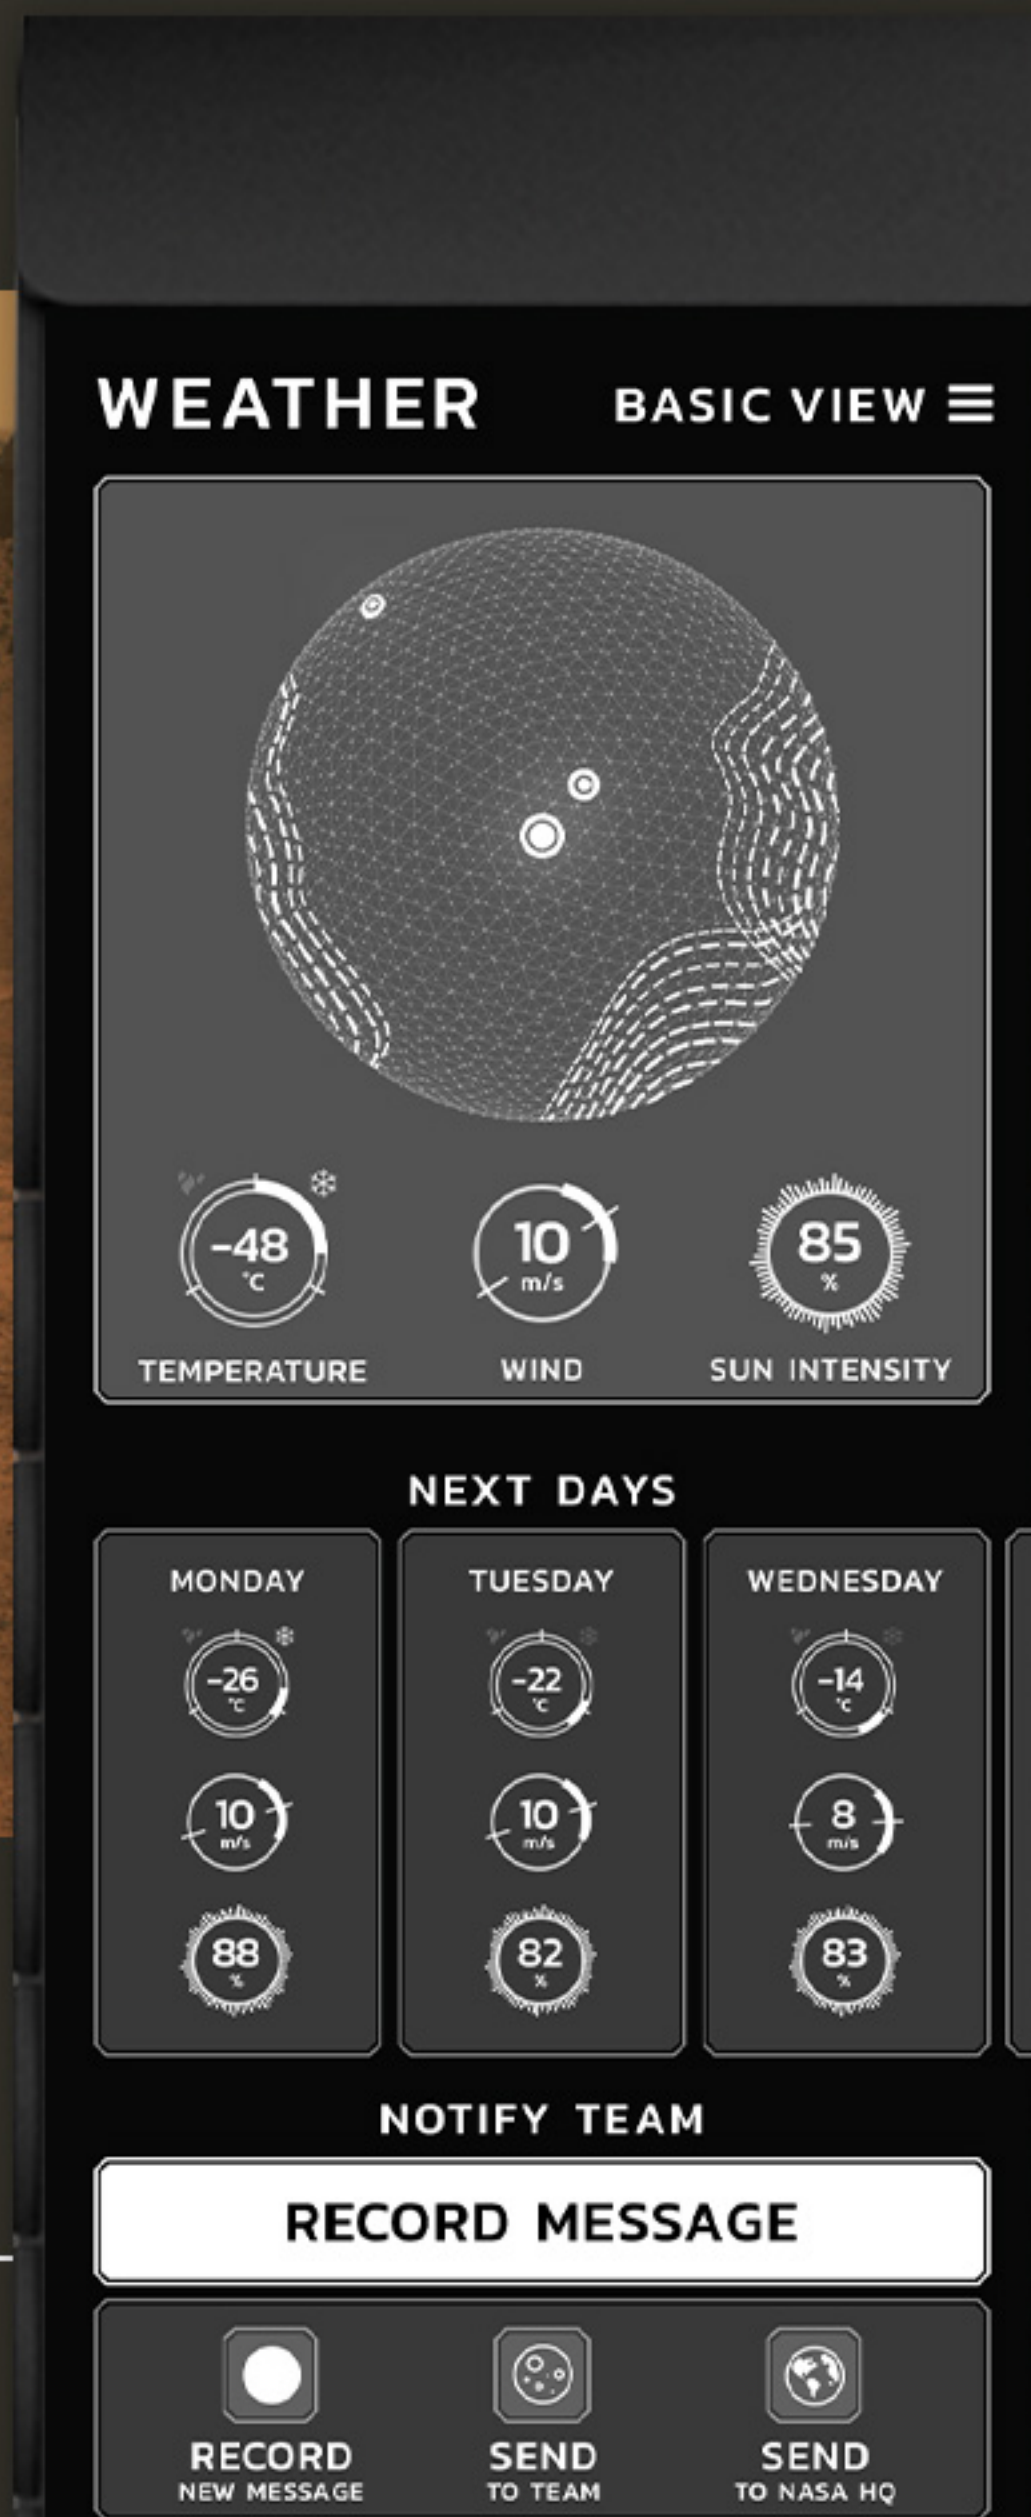 WEATHER
BASIC VIEW
-48
°C
TEMPERATURE
10
m/s
WIND
85
%
SUN INTENSITY
NEXT DAYS
MONDAY
-26
°C
10
m/s
88
%
TUESDAY
-22
°C
10
m/s
82
%
WEDNESDAY
-14
°C
8
m/s
83
%
NOTIFY TEAM
RECORD MESSAGE
RECORD
NEW MESSAGE
SEND
TO TEAM
SEND
TO NASA HQ